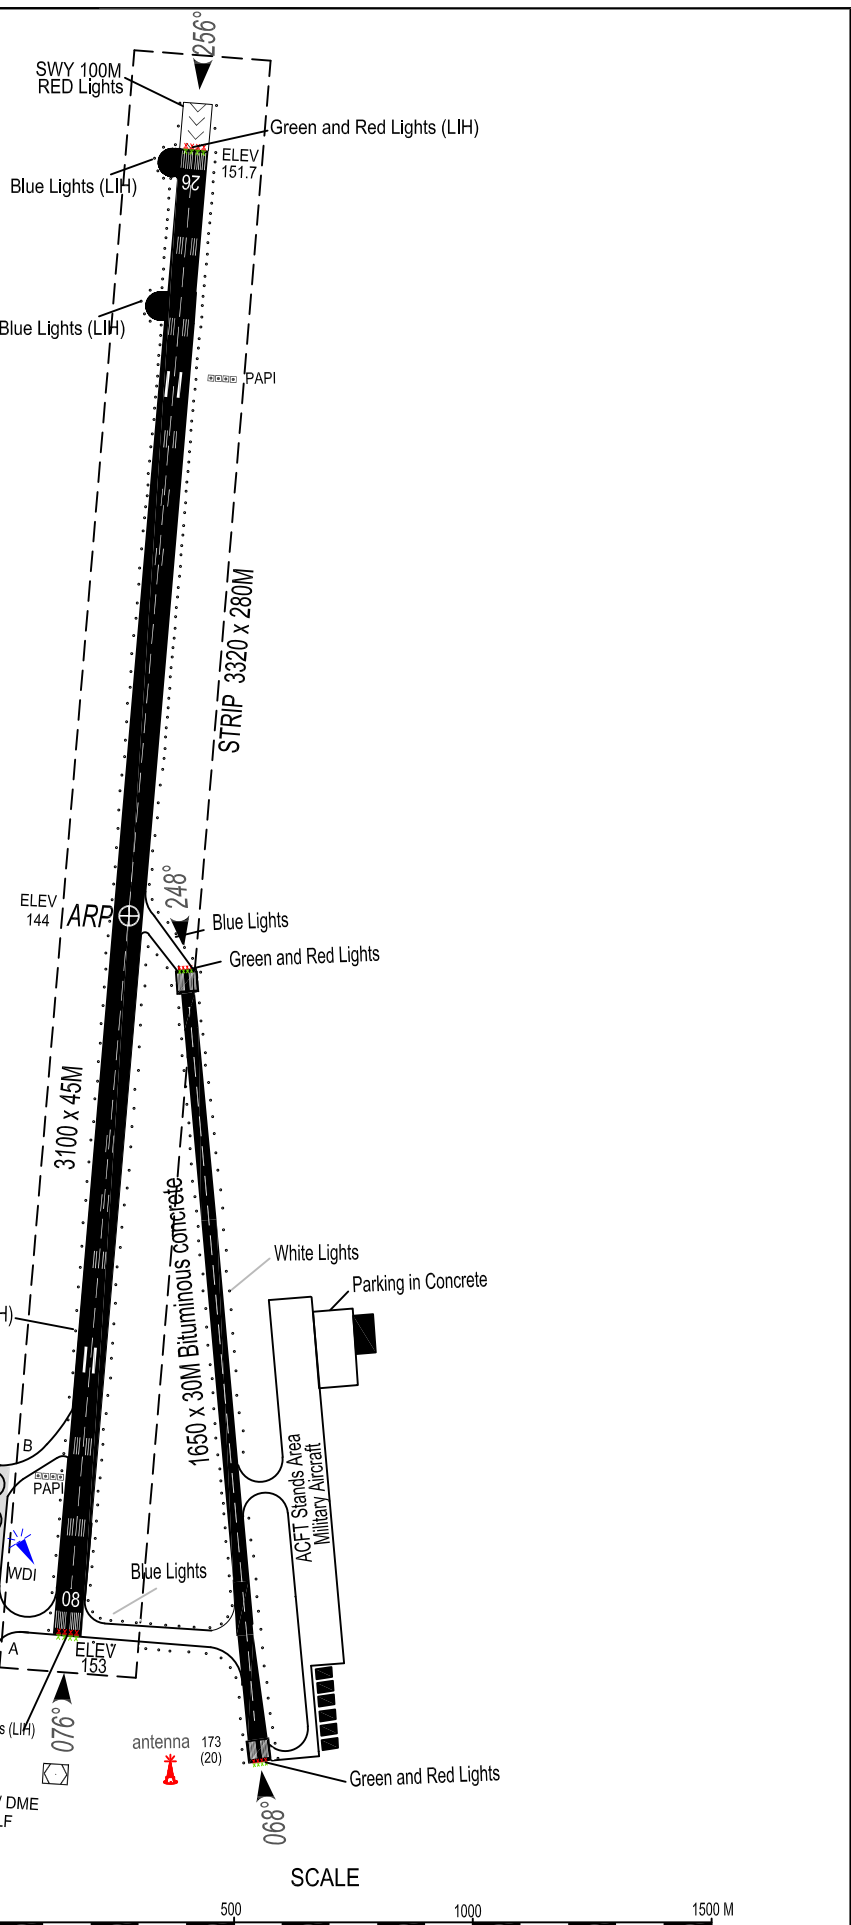 256°
SWY 100M
RED Lights
Green and Red Lights (LIH)
ELEV
151.7
Blue Lights (LIH)
26
Blue Lights (LIH)
PAPI
STRIP 3320 x 280M
248°
ELEV
144
ARP
Blue Lights
Green and Red Lights
3100 x 45M
1650 x 30M Bituminous concrete
White Lights
Parking in Concrete
H)
B
ACFT Stands Area
Military Aircraft
PAPI
WDI
Blue Lights
08
A
ELEV
153
s (LIH)
076°
antenna
173
(20)
Green and Red Lights
/ DME
LF
068°
SCALE
500
1000
1500 M